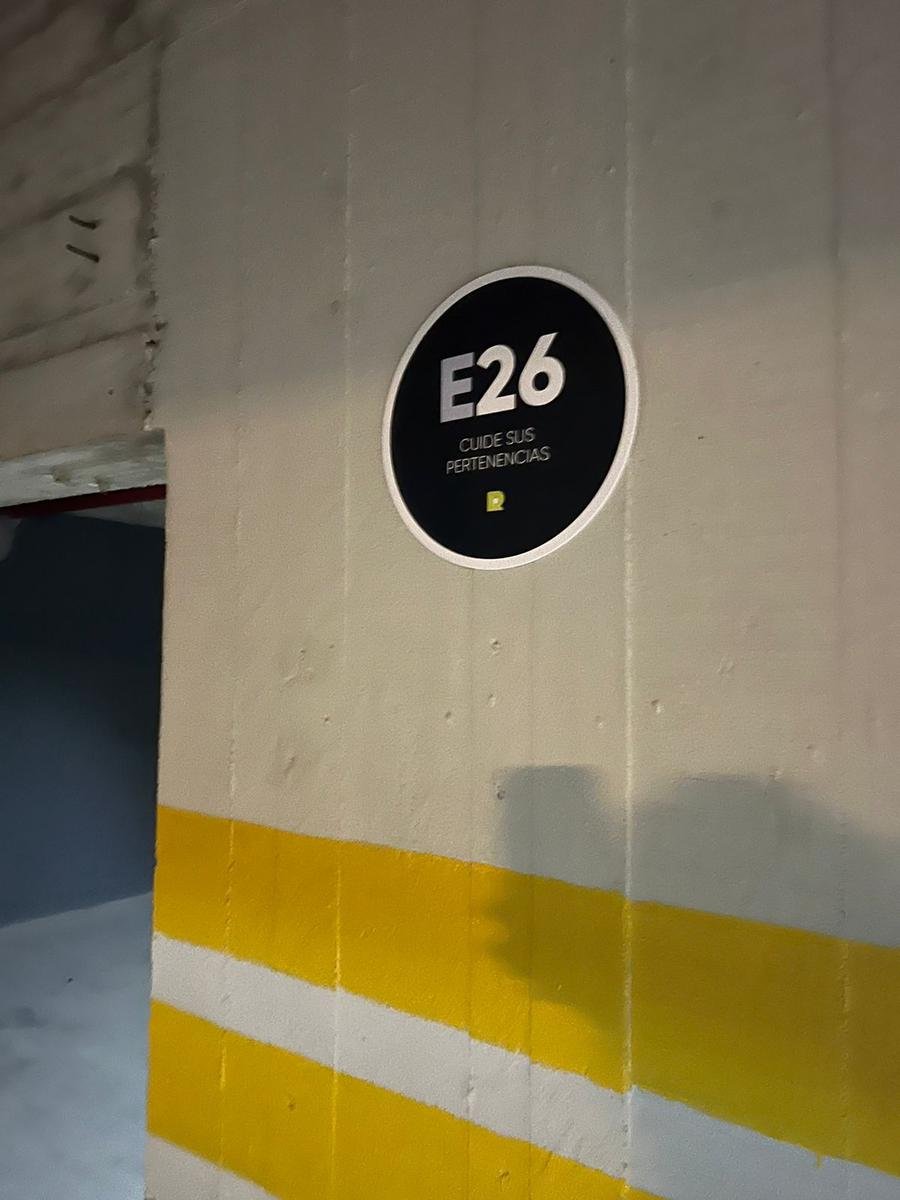 E26
CUIDE SUS
PERTENENCIAS
R